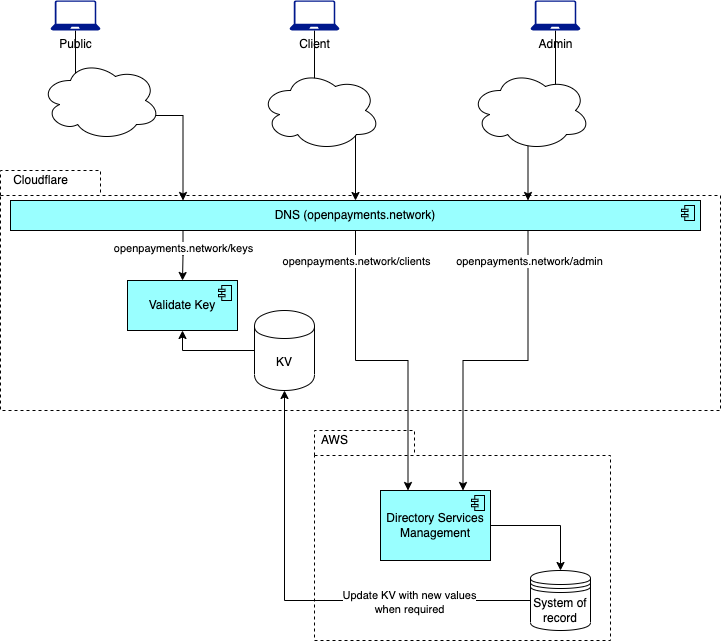 Public
Client
Admin
Cloudflare
DNS (openpayments.network)
openpayments.network/keys
openpayments.network/clients
openpayments.network/admin
Validate Key
KV
AWS
Directory Services
Management
Update KV with new values
when required
System of
record